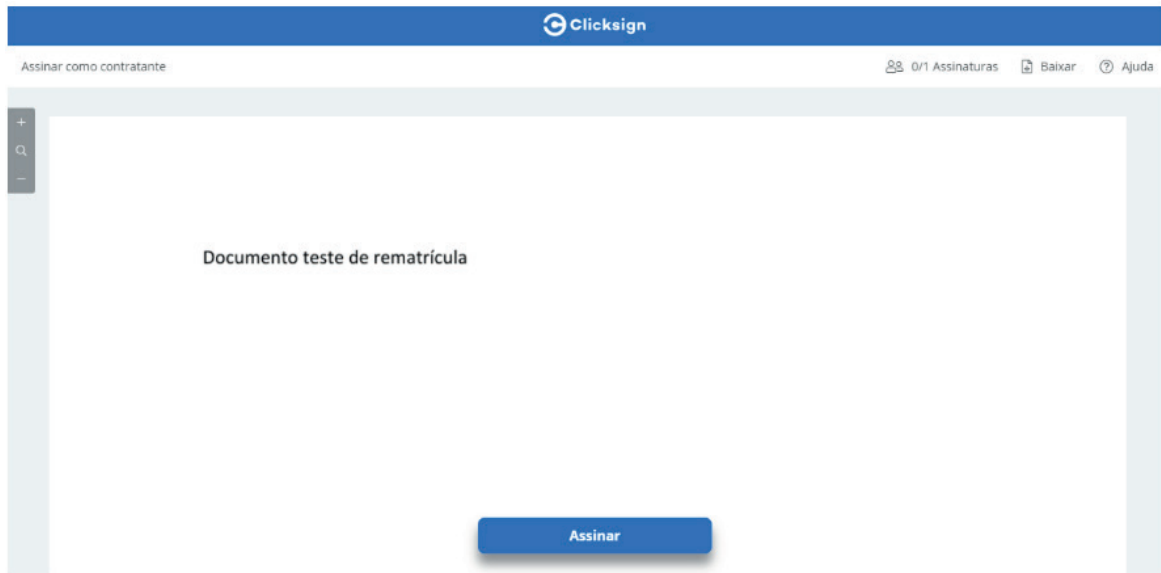 Clicksign
Assinar como contratante
0/1 Assinaturas Baixar Ajuda
Documento teste de rematrícula
Assinar